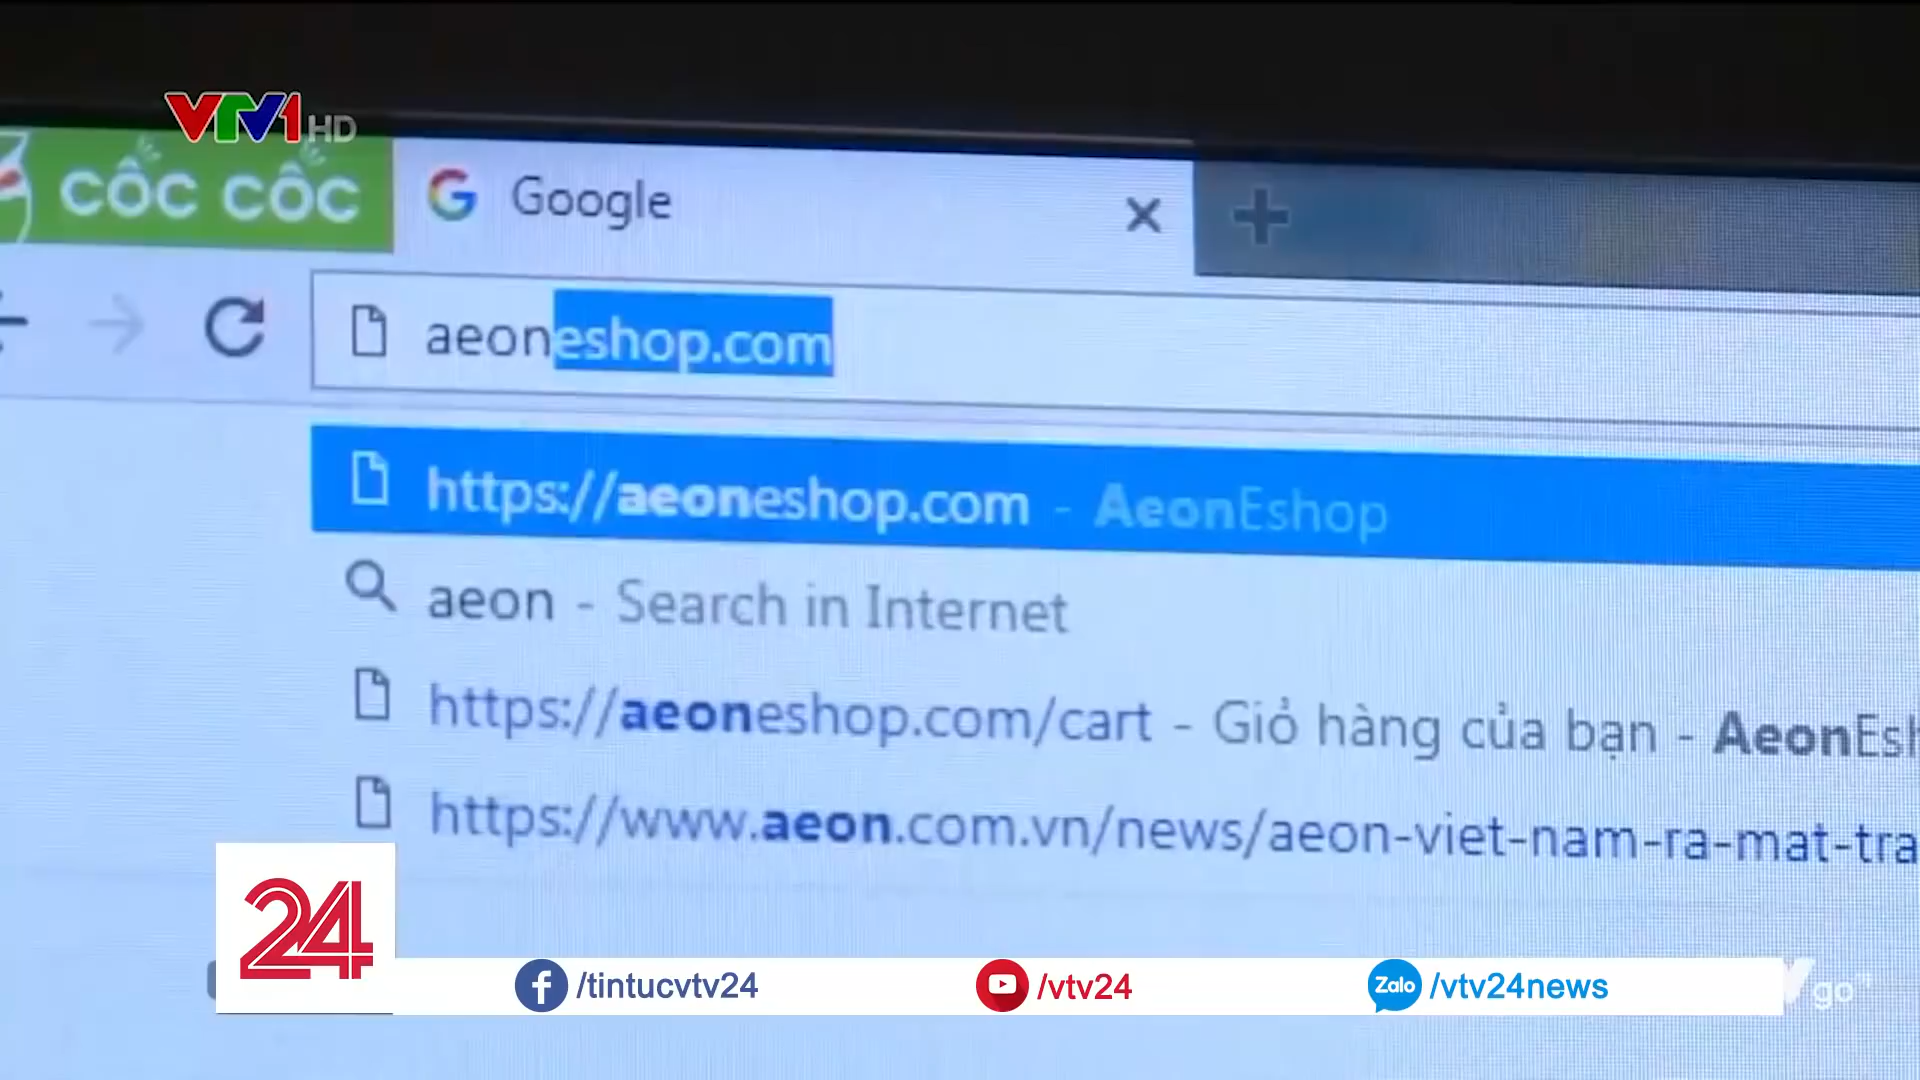 VTV1 HD
CỐC CỐC
Google
aeoneshop.com
https://aeoneshop.com - AeonEshop
aeon - Search in Internet
https://aeoneshop.com/cart - Giỏ hàng của bạn - AeonEsh
https://www.aeon.com.vn/news/aeon-viet-nam-ra-mat-tra
24
/tintucvtv24
/vtv24
Zalo /vtv24news
go